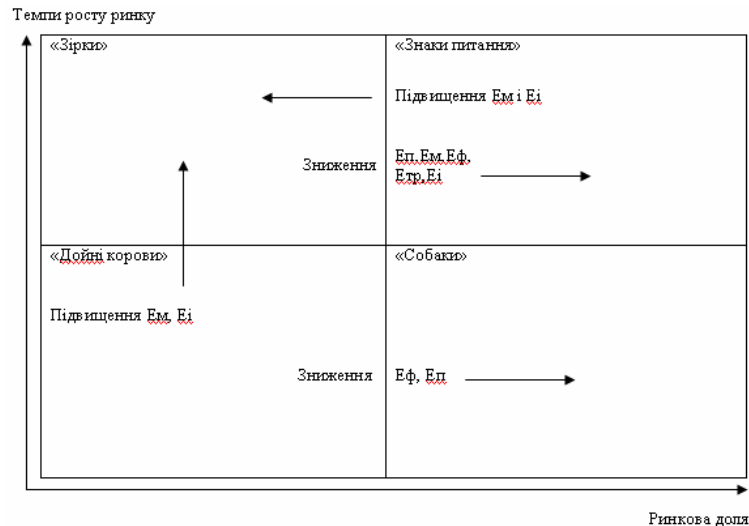 Темпи росту ринку
«Зірки»
«Знаки питання»
Підвищення Ем і Еі
Зниження
Еп.Ем.Еф,
Етр,Еі
«Дойні корови»
«Собаки»
Підвищення Ем, Еі
Зниження
Еф, Еп
Ринкова доля